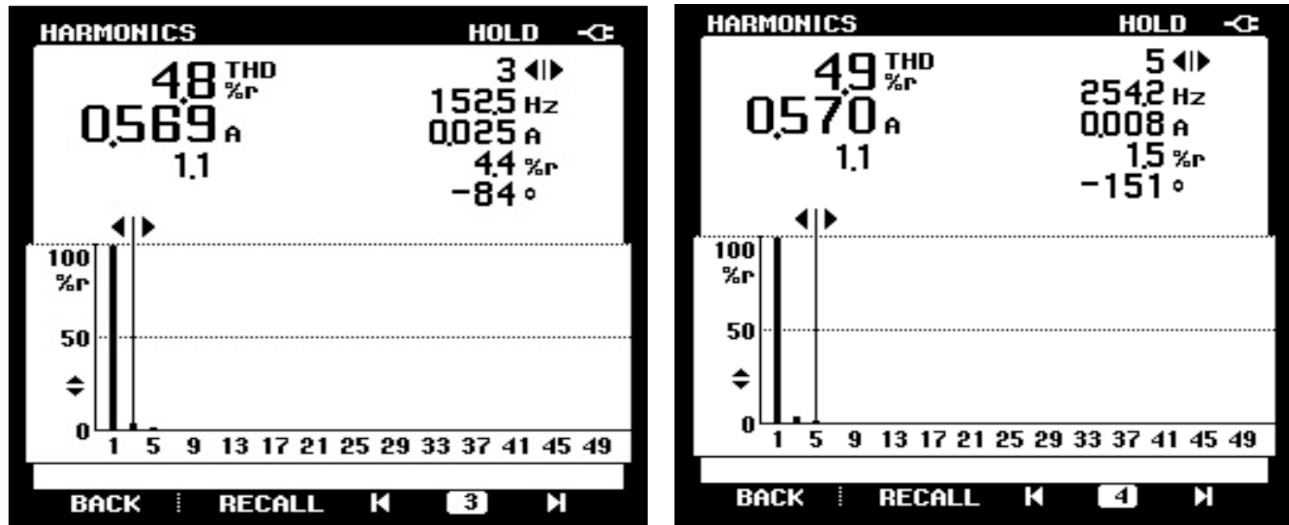 HARMONICS HOLD
4.8 THD %r
0.569 A
1.1
3
152.5 Hz
0.025 A
4.4 %r
-84 °
100
%r
50
0
1 5 9 13 17 21 25 29 33 37 41 45 49
BACK RECALL 3
HARMONICS HOLD
4.9 THD %r
0.570 A
1.1
5
254.2 Hz
0.008 A
1.5 %r
-151 °
100
%r
50
0
1 5 9 13 17 21 25 29 33 37 41 45 49
BACK RECALL 4